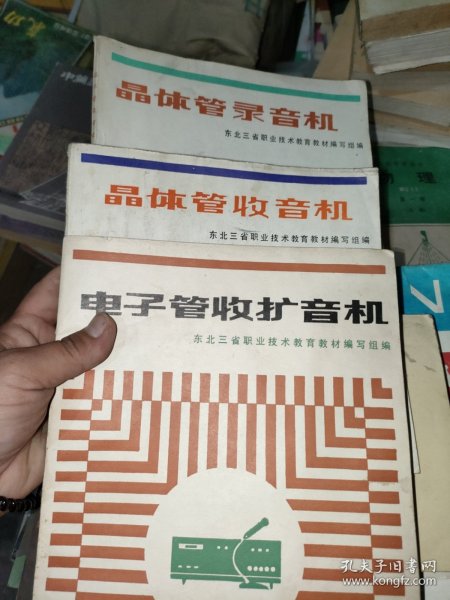 晶体管录音机
东北三省职业技术教育教材编写组编
晶体管收音机
东北三省职业技术教育教材编写组编
电子管收扩音机
东北三省职业技术教育教材编写组编
理
孔夫子旧书网
www.kongfz.com